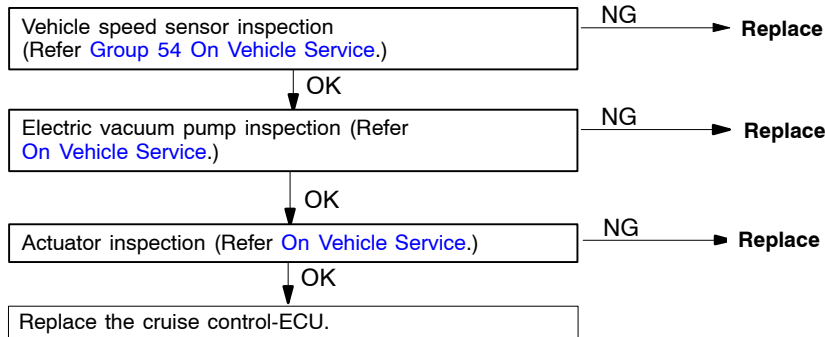 Vehicle speed sensor inspection
(Refer Group 54 On Vehicle Service.)
NG
Replace
OK
Electric vacuum pump inspection (Refer
On Vehicle Service.)
NG
Replace
OK
Actuator inspection (Refer On Vehicle Service.)
NG
Replace
OK
Replace the cruise control-ECU.